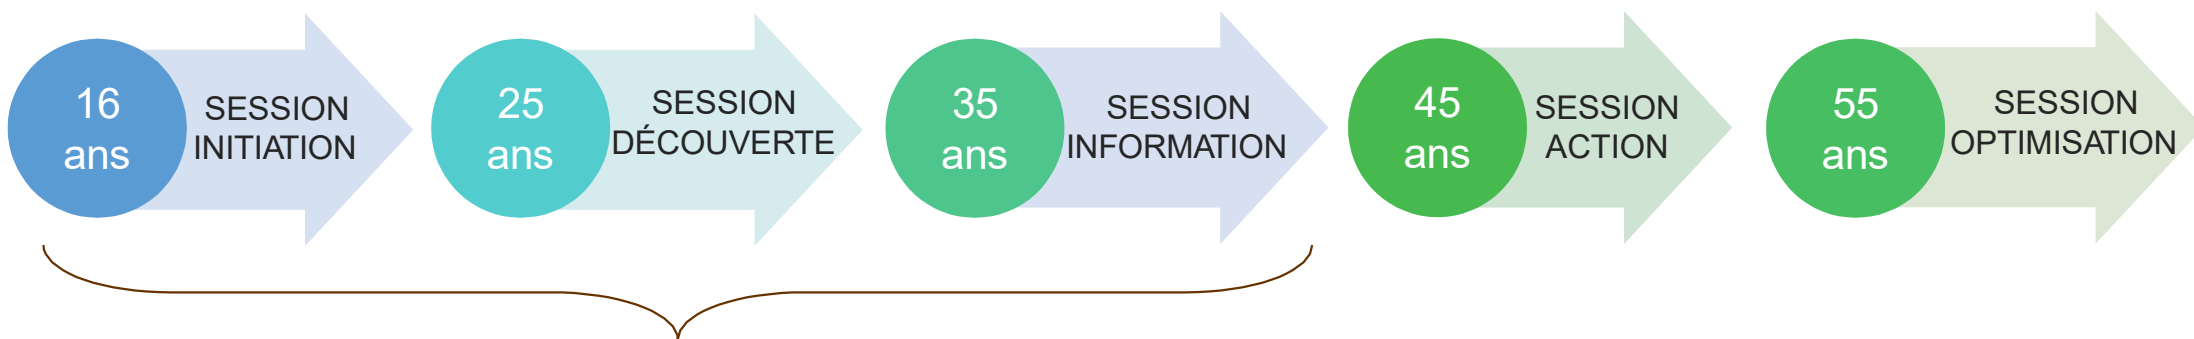 16
ans
SESSION
INITIATION
25
ans
SESSION
DÉCOUVERTE
35
ans
SESSION
INFORMATION
45
ans
SESSION
ACTION
55
ans
SESSION
OPTIMISATION